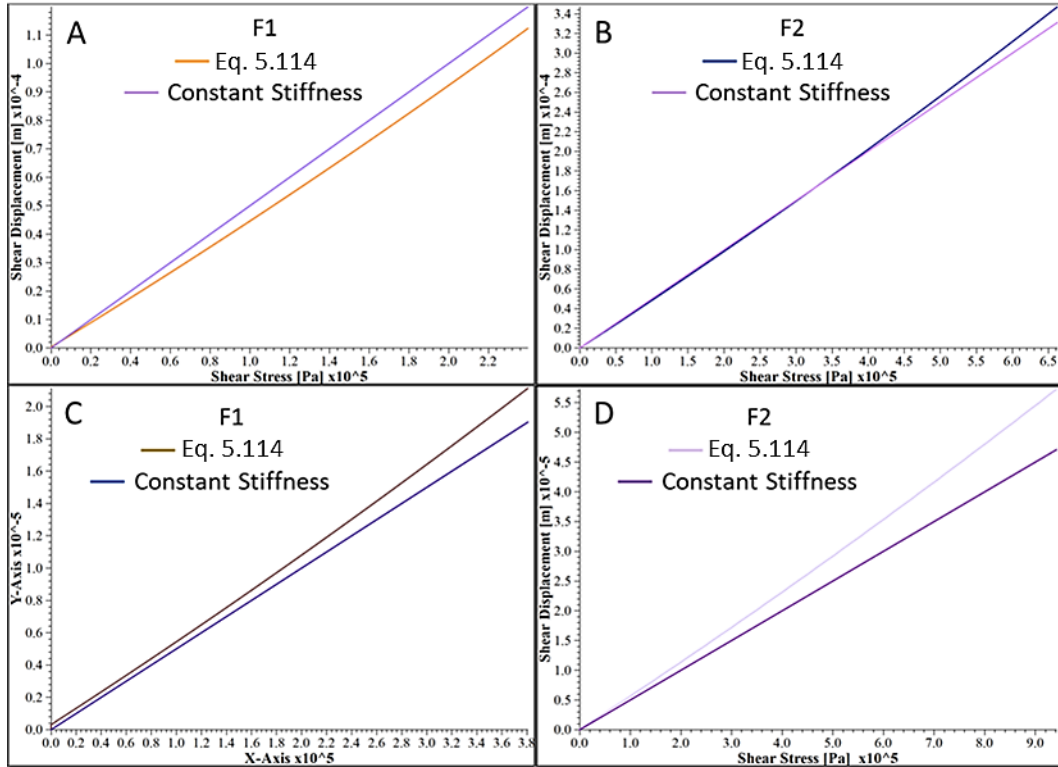 A
F1
Eq. 5.114
Constant Stiffness
Shear Displacement [m] x10^-4
1.1
1.0
0.9
0.8
0.7
0.6
0.5
0.4
0.3
0.2
0.1
0.0
0.0 0.2 0.4 0.6 0.8 1.0 1.2 1.4 1.6 1.8 2.0 2.2
Shear Stress [Pa] x10^5
B
F2
Eq. 5.114
Constant Stiffness
Shear Displacement [m] x10^-4
3.4
3.2
3.0
2.8
2.6
2.4
2.2
2.0
1.8
1.6
1.4
1.2
1.0
0.8
0.6
0.4
0.2
0.0
0.0 0.5 1.0 1.5 2.0 2.5 3.0 3.5 4.0 4.5 5.0 5.5 6.0 6.5
Shear Stress [Pa] x10^5
C
F1
Eq. 5.114
Constant Stiffness
Y-Axis x10^-5
2.0
1.8
1.6
1.4
1.2
1.0
0.8
0.6
0.4
0.2
0.0
0.0 0.2 0.4 0.6 0.8 1.0 1.2 1.4 1.6 1.8 2.0 2.2 2.4 2.6 2.8 3.0 3.2 3.4 3.6 3.8
X-Axis x10^5
D
F2
Eq. 5.114
Constant Stiffness
Shear Displacement [m] x10^-5
5.5
5.0
4.5
4.0
3.5
3.0
2.5
2.0
1.5
1.0
0.5
0.0
0.0 1.0 2.0 3.0 4.0 5.0 6.0 7.0 8.0 9.0
Shear Stress [Pa] x10^5